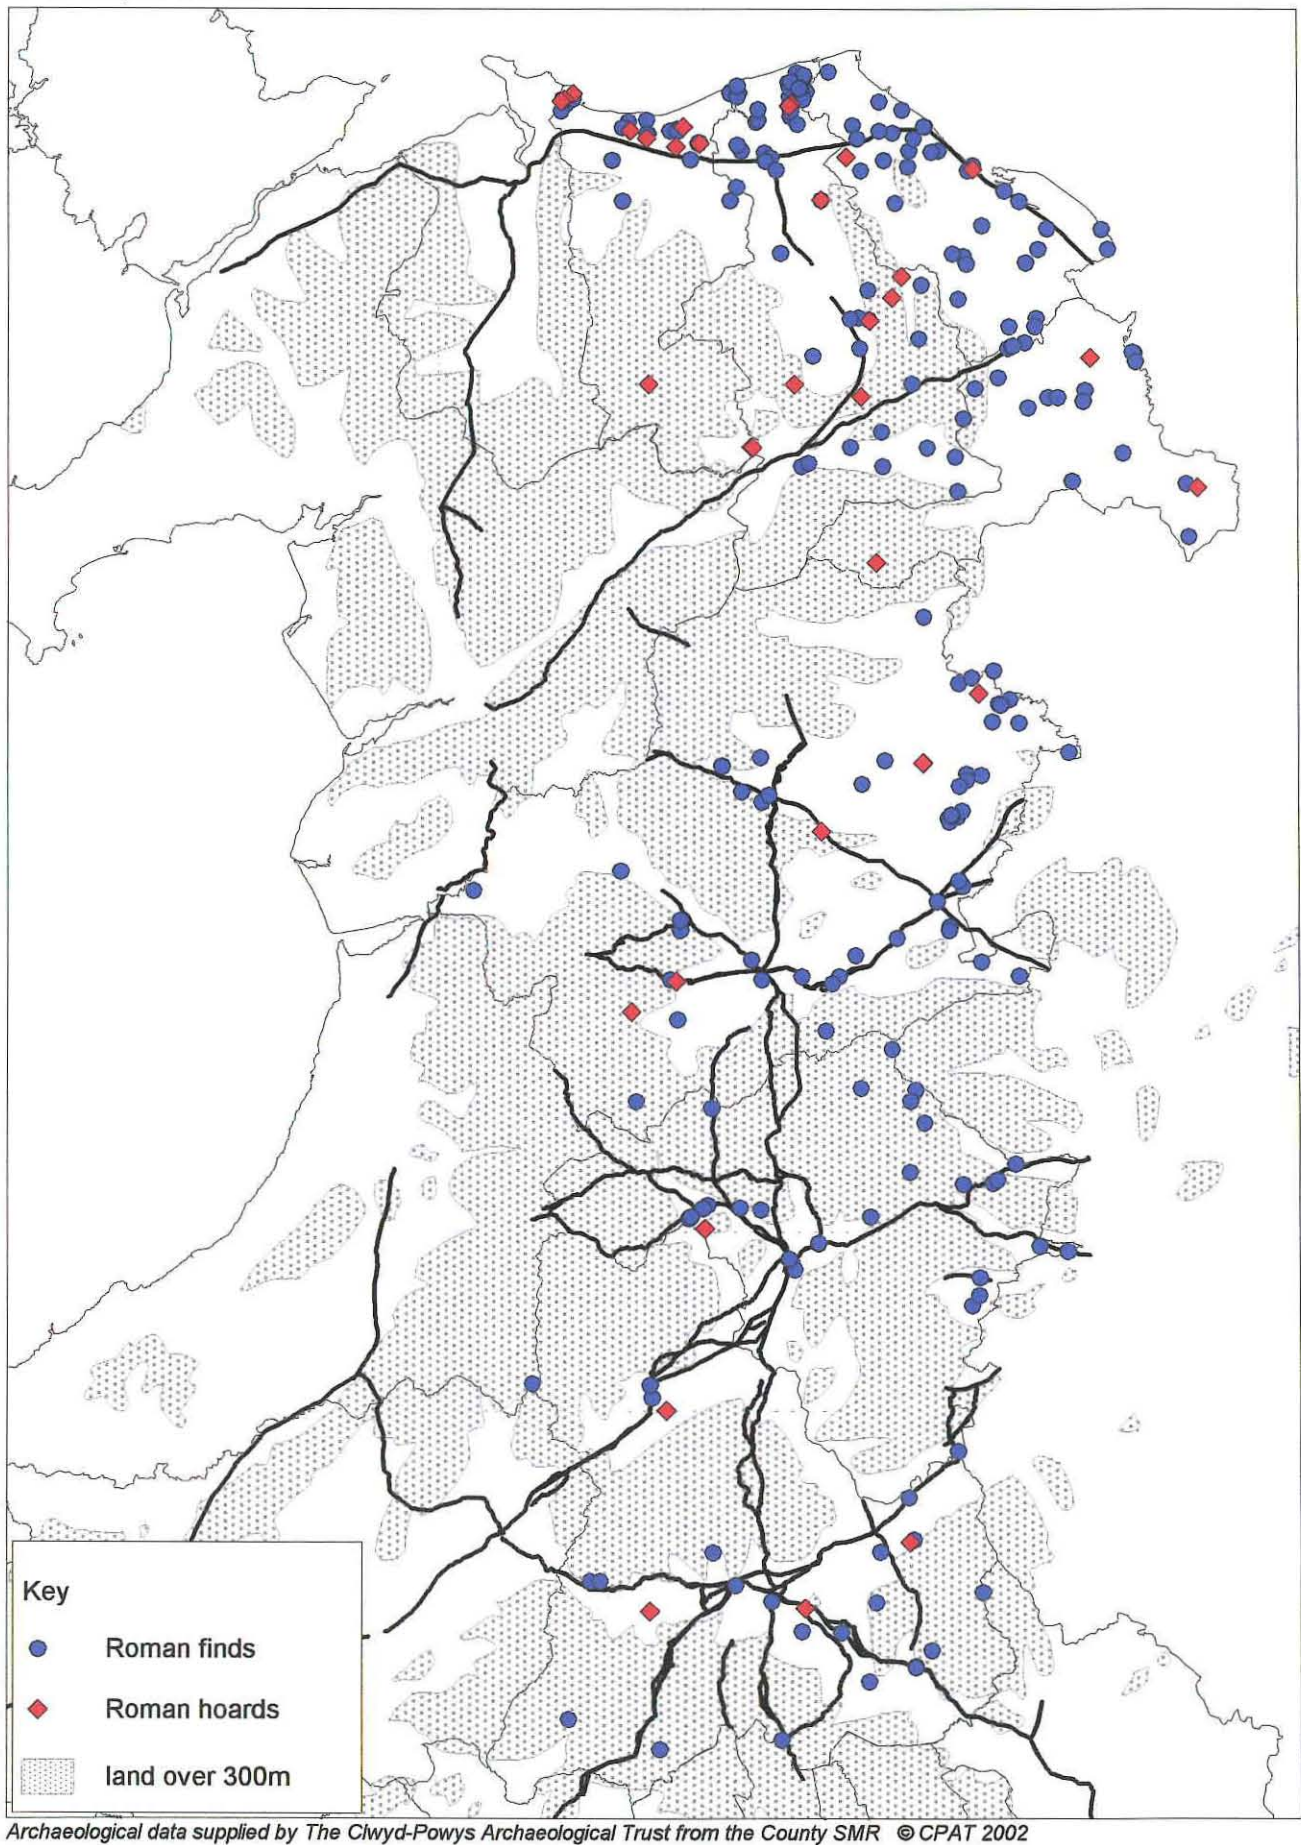 Key
Roman finds
Roman hoards
land over 300m
Archaeological data supplied by The Clwyd-Powys Archaeological Trust from the County SMR © CPAT 2002